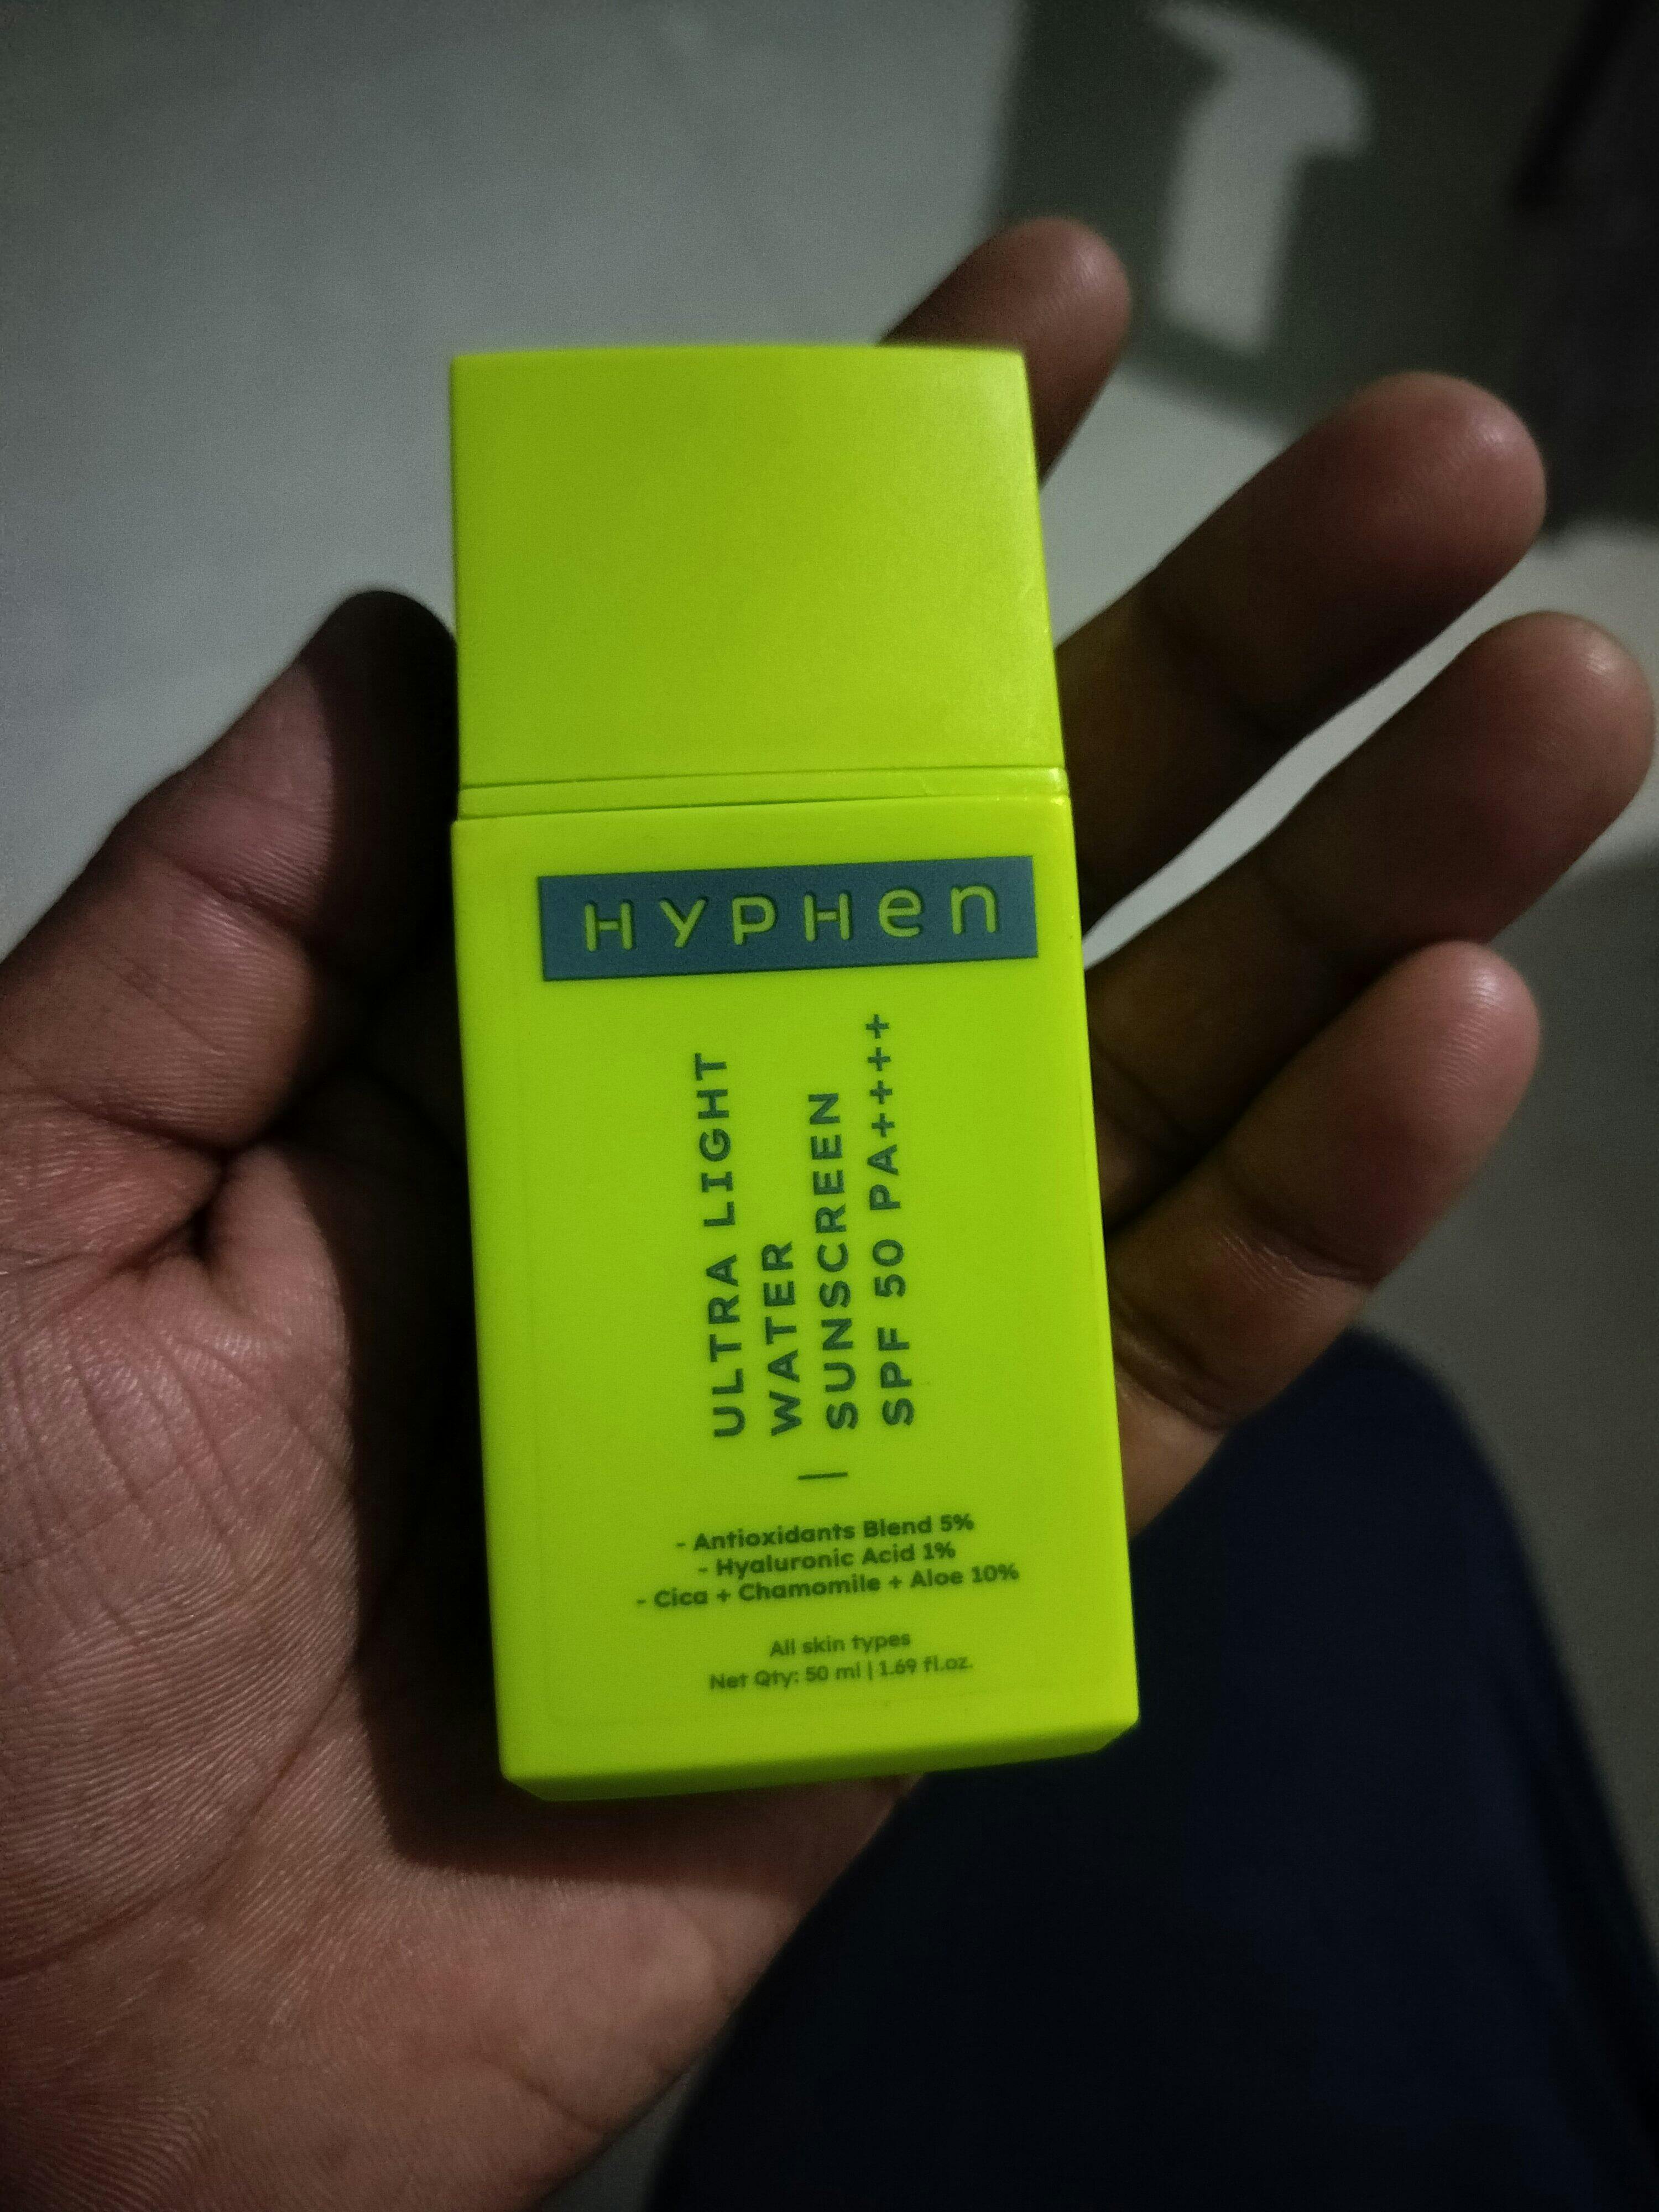 HYPHen
ULTRA LIGHT
WATER
SUNSCREEN
SPF 50 PA++++
|
- Antioxidants Blend 5%
- Hyaluronic Acid 1%
- Cica + Chamomile + Aloe 10%
All skin types
Net Qty: 50 ml | 1.69 fl.oz.